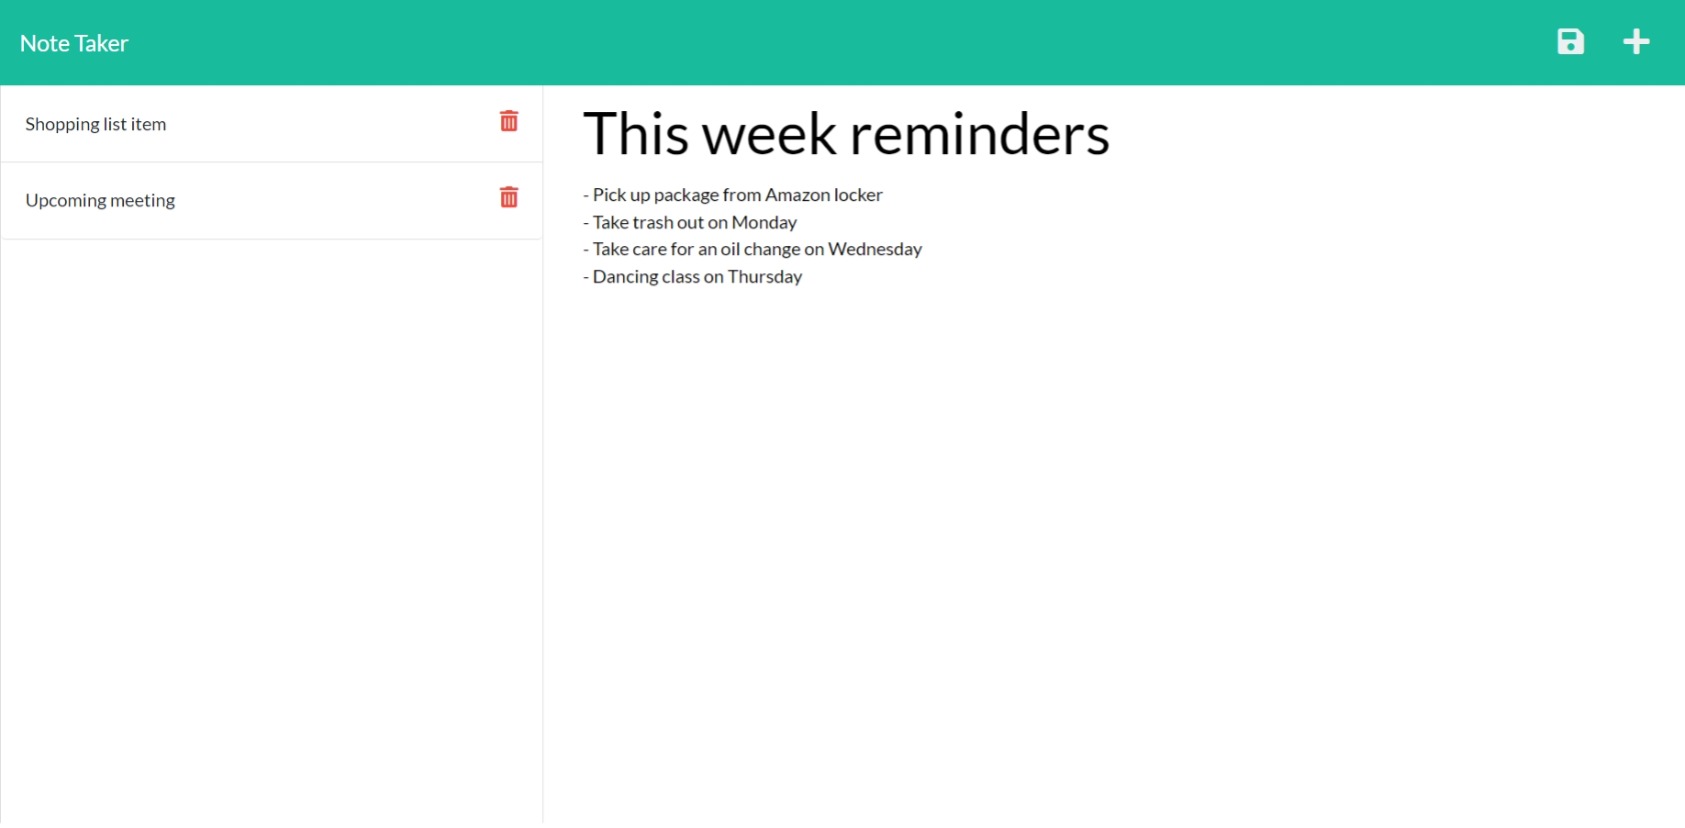 Note Taker
Shopping list item
Upcoming meeting
This week reminders
- Pick up package from Amazon locker
- Take trash out on Monday
- Take care for an oil change on Wednesday
- Dancing class on Thursday